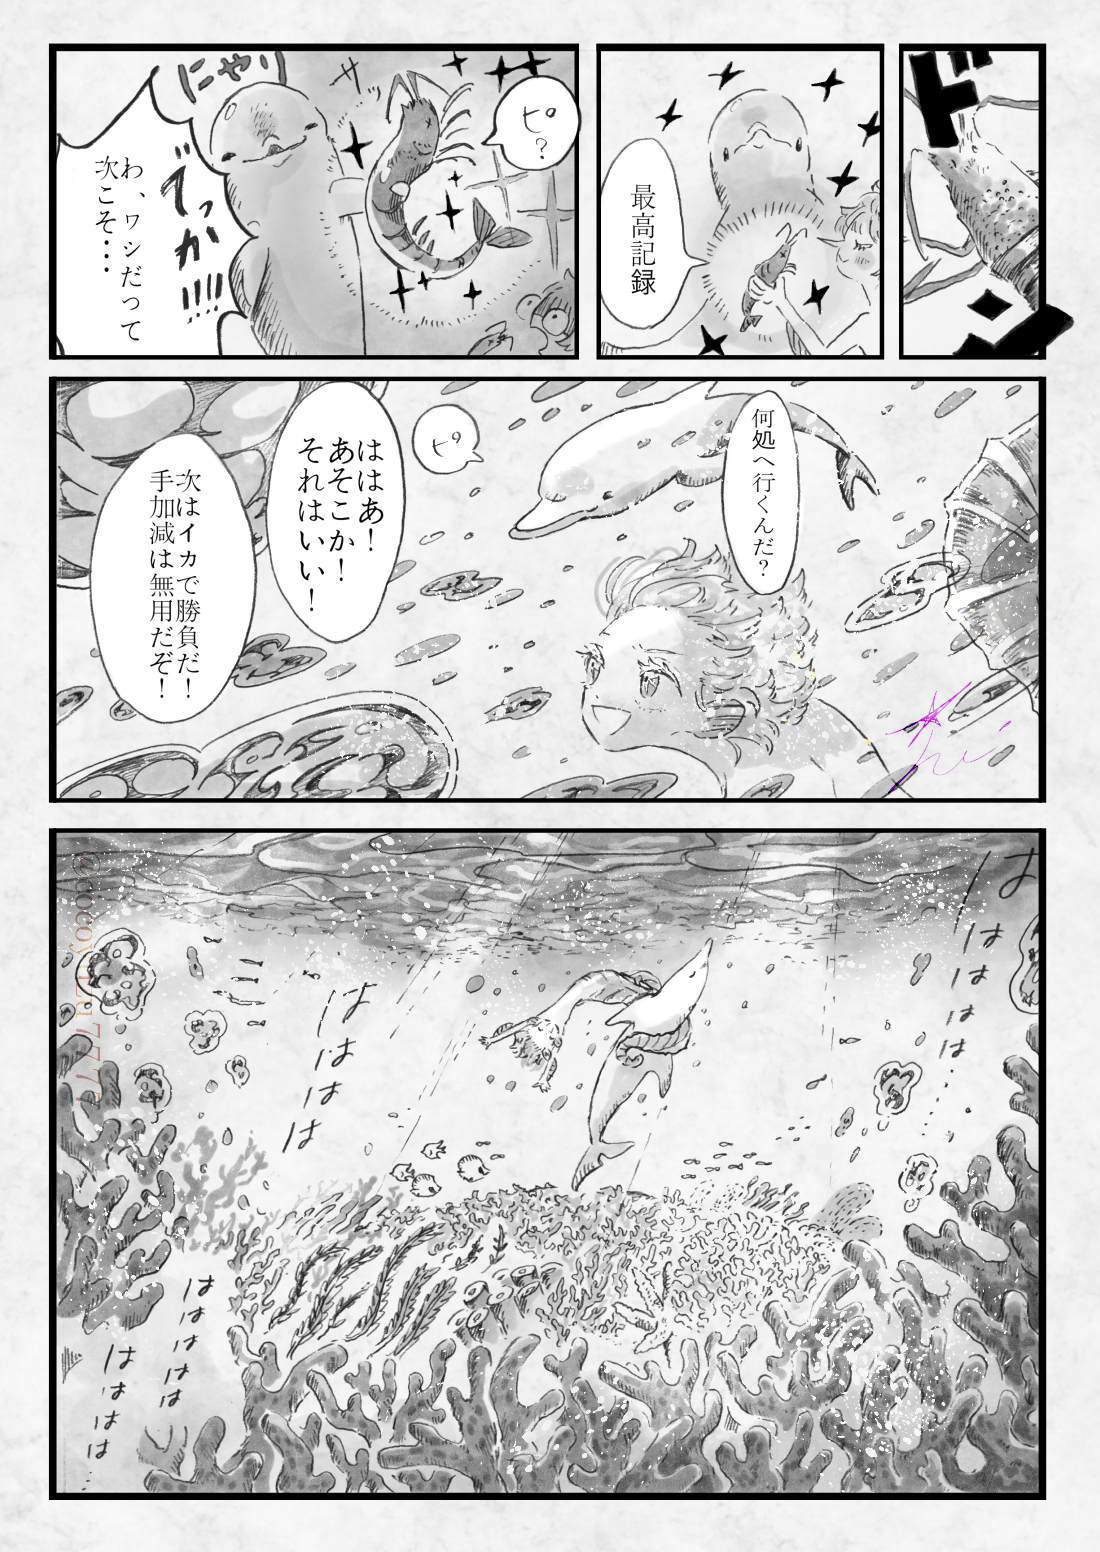 ドン
最高記録
ピ？
にゃか
でっか!!!!
わ、ワシだって
次こそ・・・
何処へ行くんだ？
ピ
ははあ！
あそこか！
それはいい！
次はイカで勝負だ！
手加減は無用だぞ！
はははははは……
はははは
ははははは
ははははは…